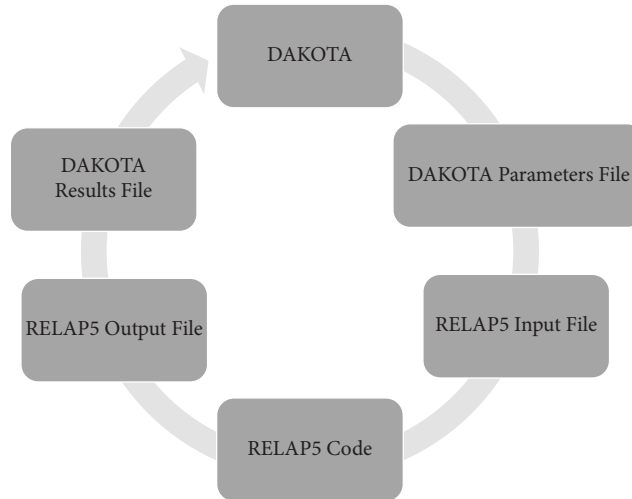 DAKOTA
DAKOTA Parameters File
RELAP5 Input File
RELAP5 Code
RELAP5 Output File
DAKOTA
Results File